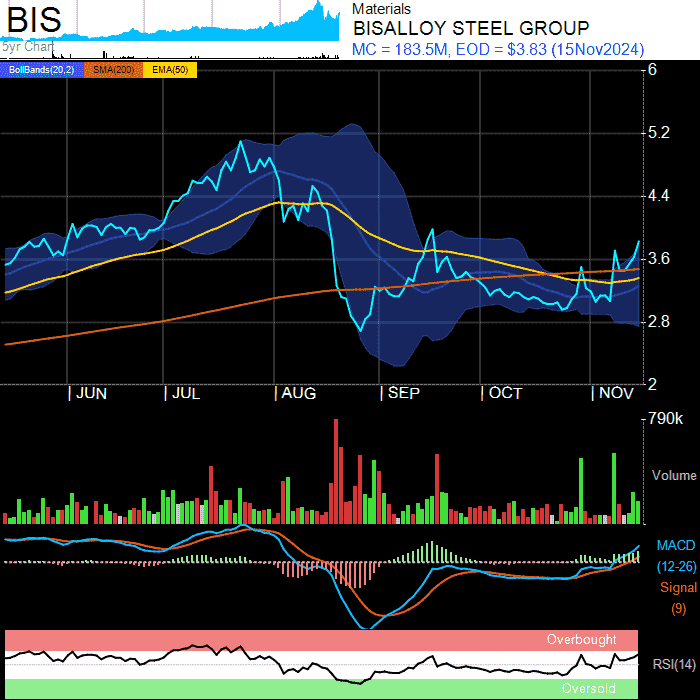 BIS
5yr Chart
Materials
BISALLOY STEEL GROUP
MC = 183.5M, EOD = $3.83 (15Nov2024)
BollBands(20,2) SMA(200) EMA(50)
6
5.2
4.4
3.6
2.8
2
JUN JUL AUG SEP OCT NOV
790k
Volume
MACD
(12-26)
Signal
(9)
Overbought
RSI(14)
Oversold